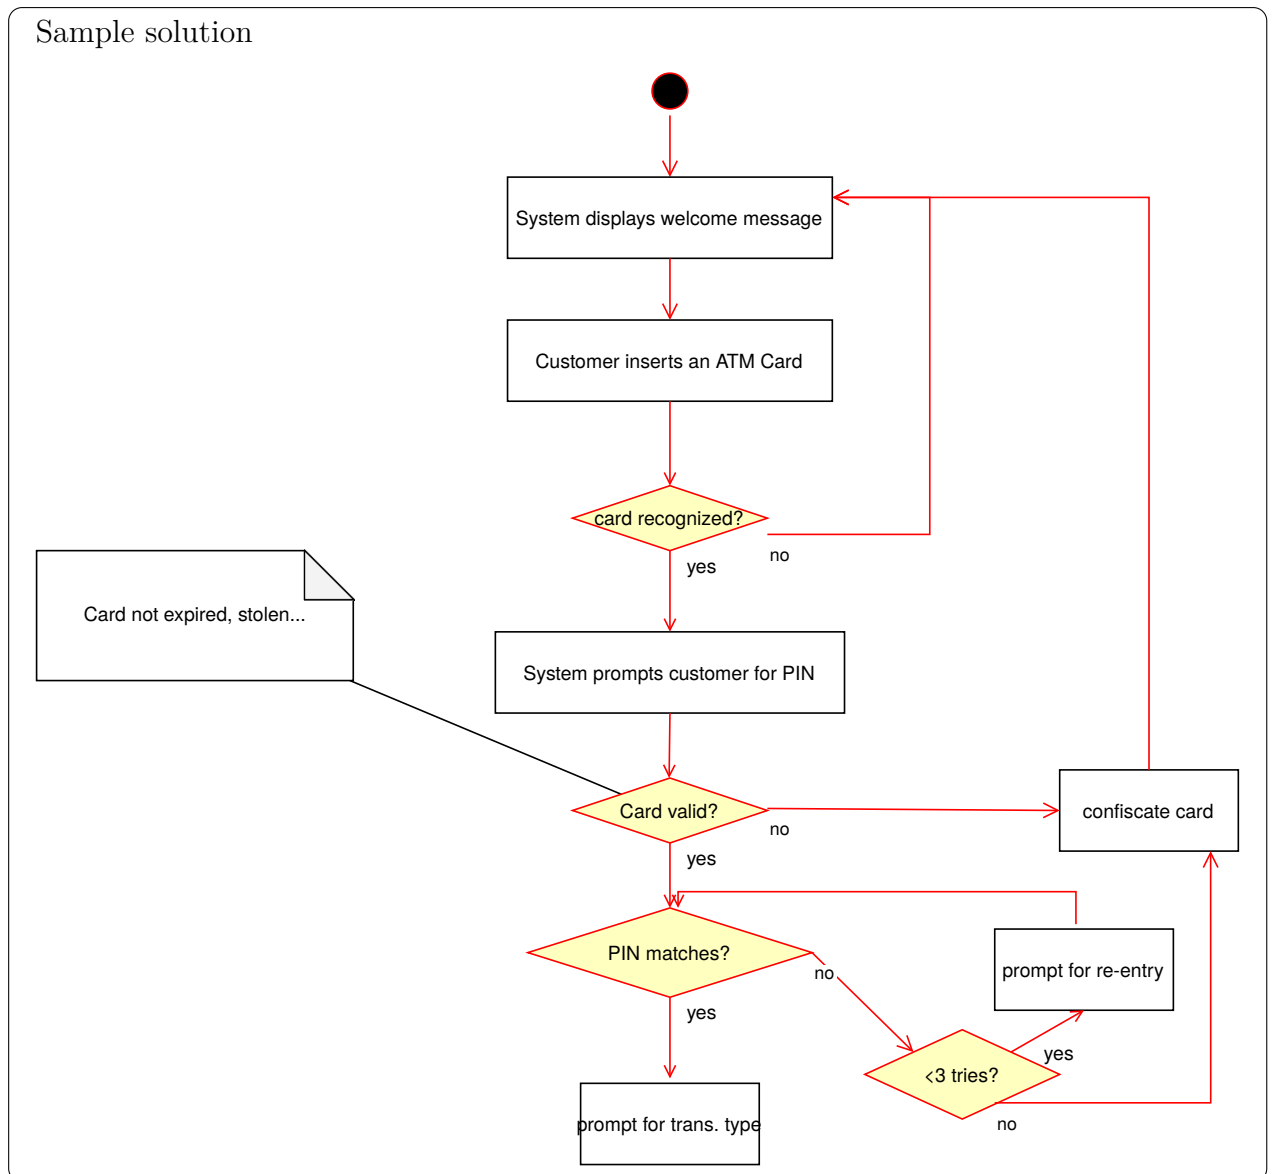 Sample solution
System displays welcome message
Customer inserts an ATM Card
card recognized?
no
yes
Card not expired, stolen...
System prompts customer for PIN
Card valid?
no
confiscate card
yes
PIN matches?
no
prompt for re-entry
yes
<3 tries?
yes
no
prompt for trans. type